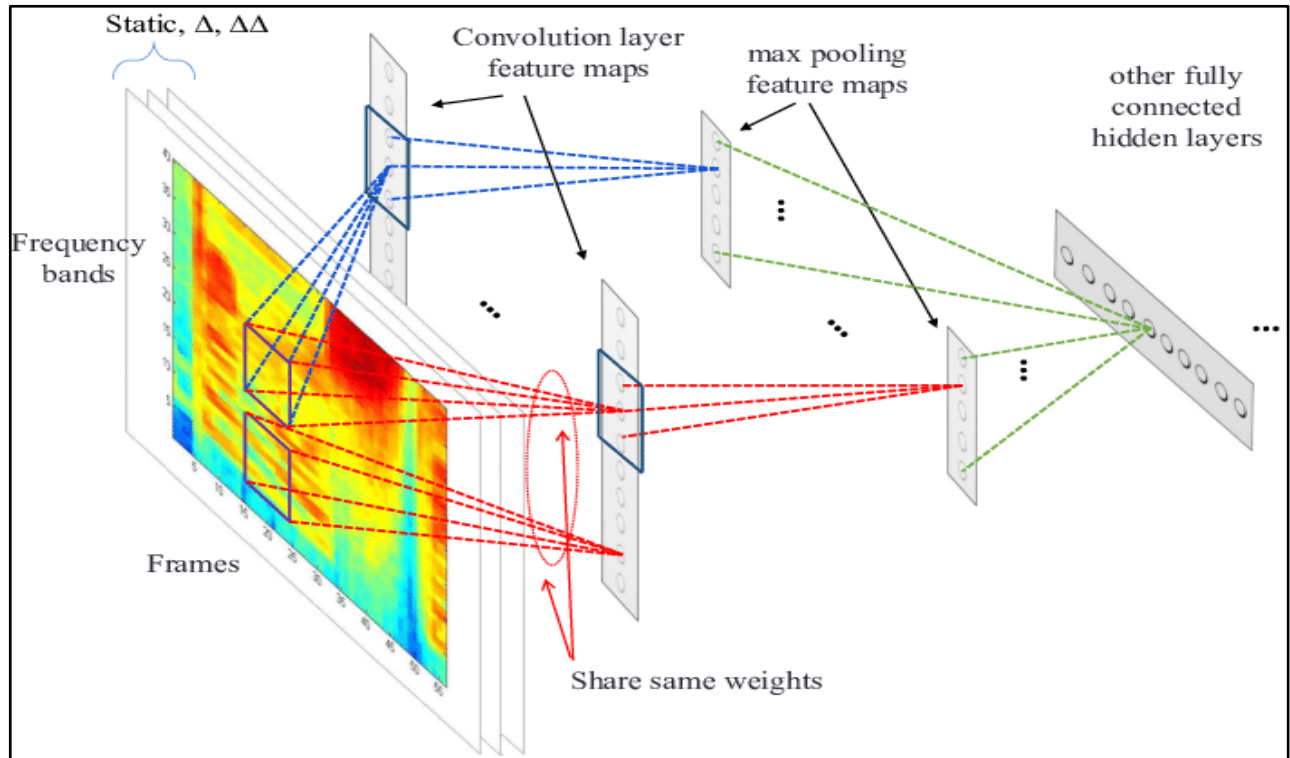 Static, Δ, ΔΔ
Convolution layer
feature maps
max pooling
feature maps
other fully
connected
hidden layers
Frequency
bands
Frames
Share same weights